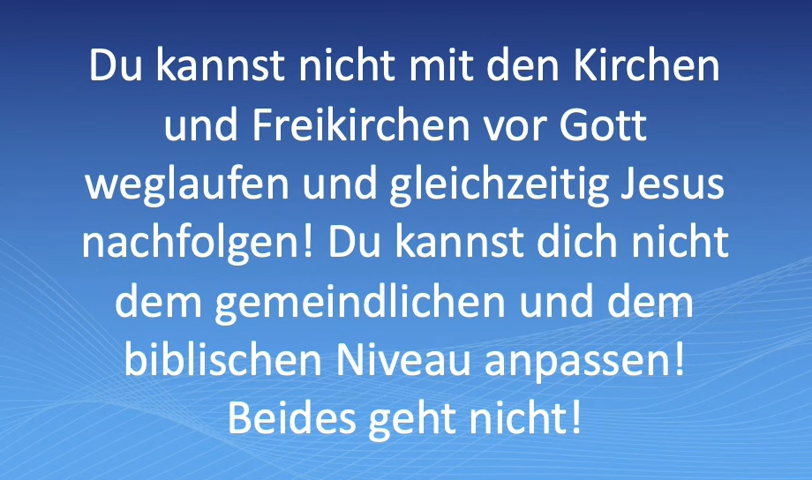 Du kannst nicht mit den Kirchen
und Freikirchen vor Gott
weglaufen und gleichzeitig Jesus
nachfolgen! Du kannst dich nicht
dem gemeindlichen und dem
biblischen Niveau anpassen!
Beides geht nicht!